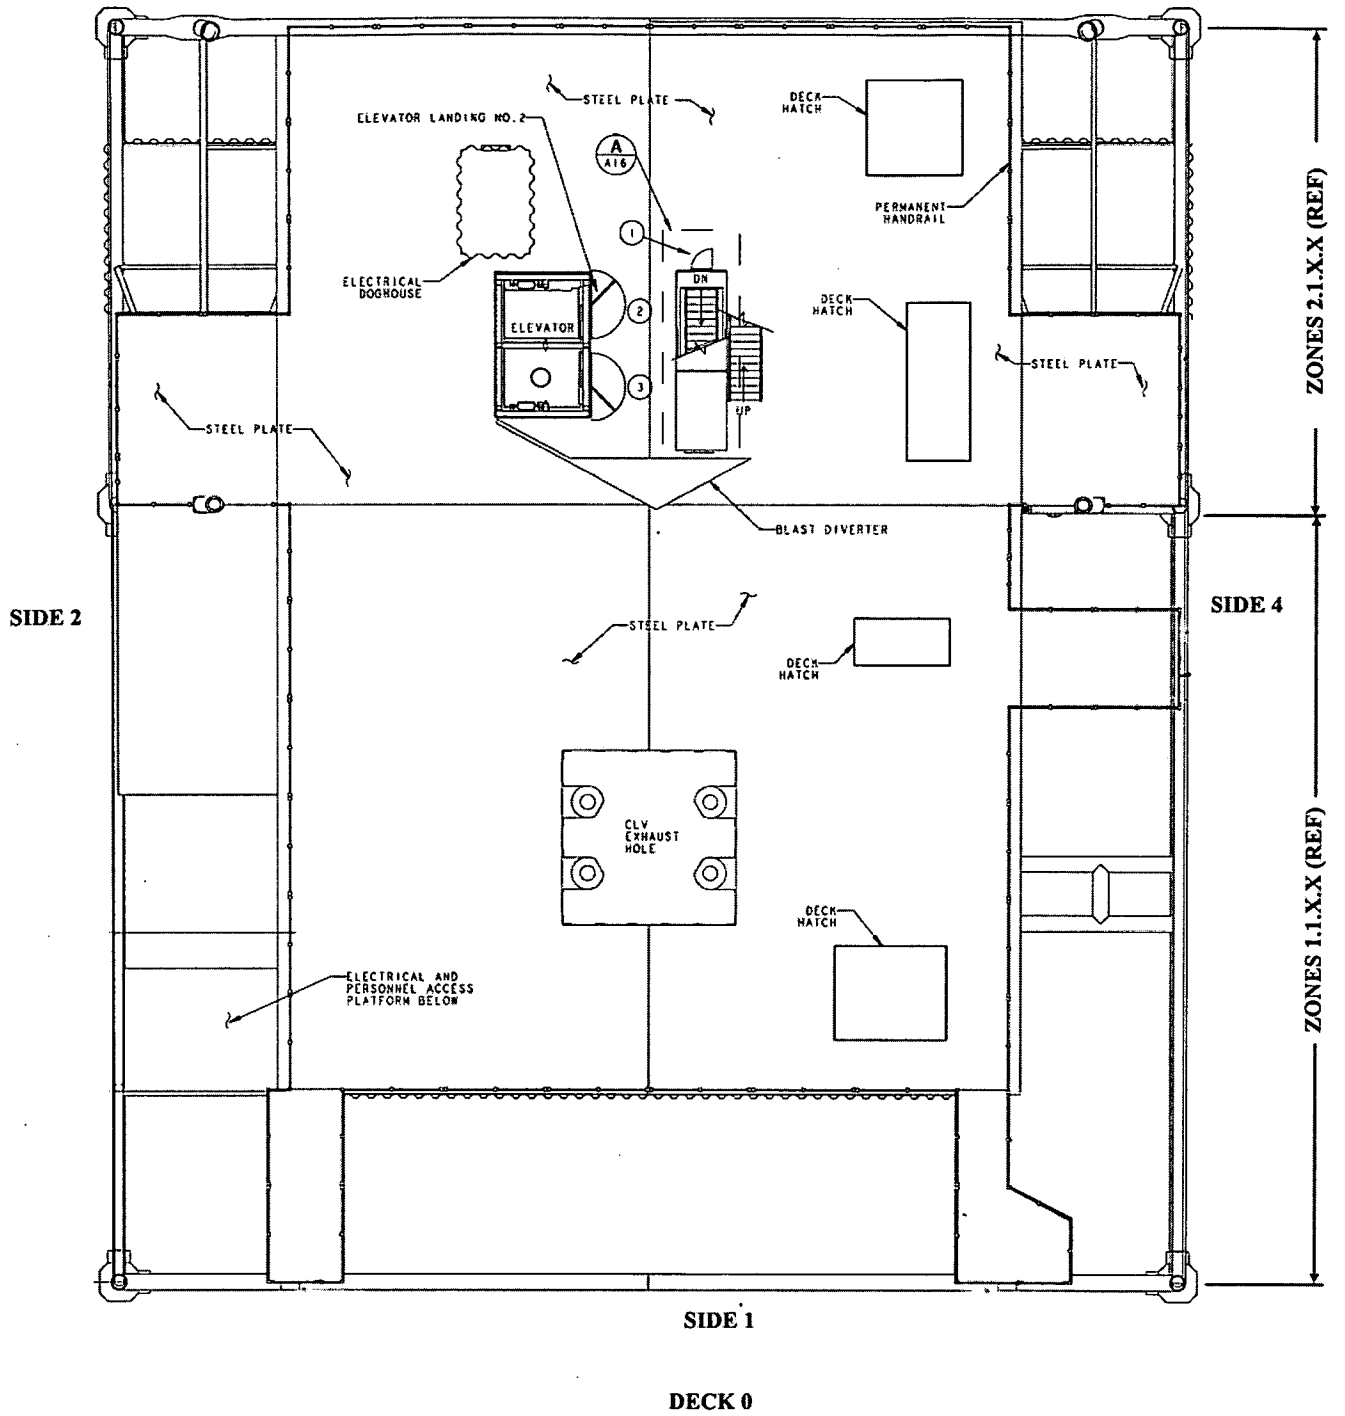 STEEL PLATE
DECK
HATCH
ELEVATOR LANDING NO.2
A
A16
PERMANENT
HANDRAIL
1
ELECTRICAL
DOGHOUSE
DN
2
ELEVATOR
DECK
HATCH
STEEL PLATE
3
UP
STEEL PLATE
ZONES 2.1.X.X (REF)
BLAST DIVERTER
SIDE 2
STEEL PLATE
SIDE 4
DECK
HATCH
CLV
EXHAUST
HOLE
ZONES 1.1.X.X (REF)
DECK
HATCH
ELECTRICAL AND
PERSONNEL ACCESS
PLATFORM BELOW
SIDE 1
DECK 0